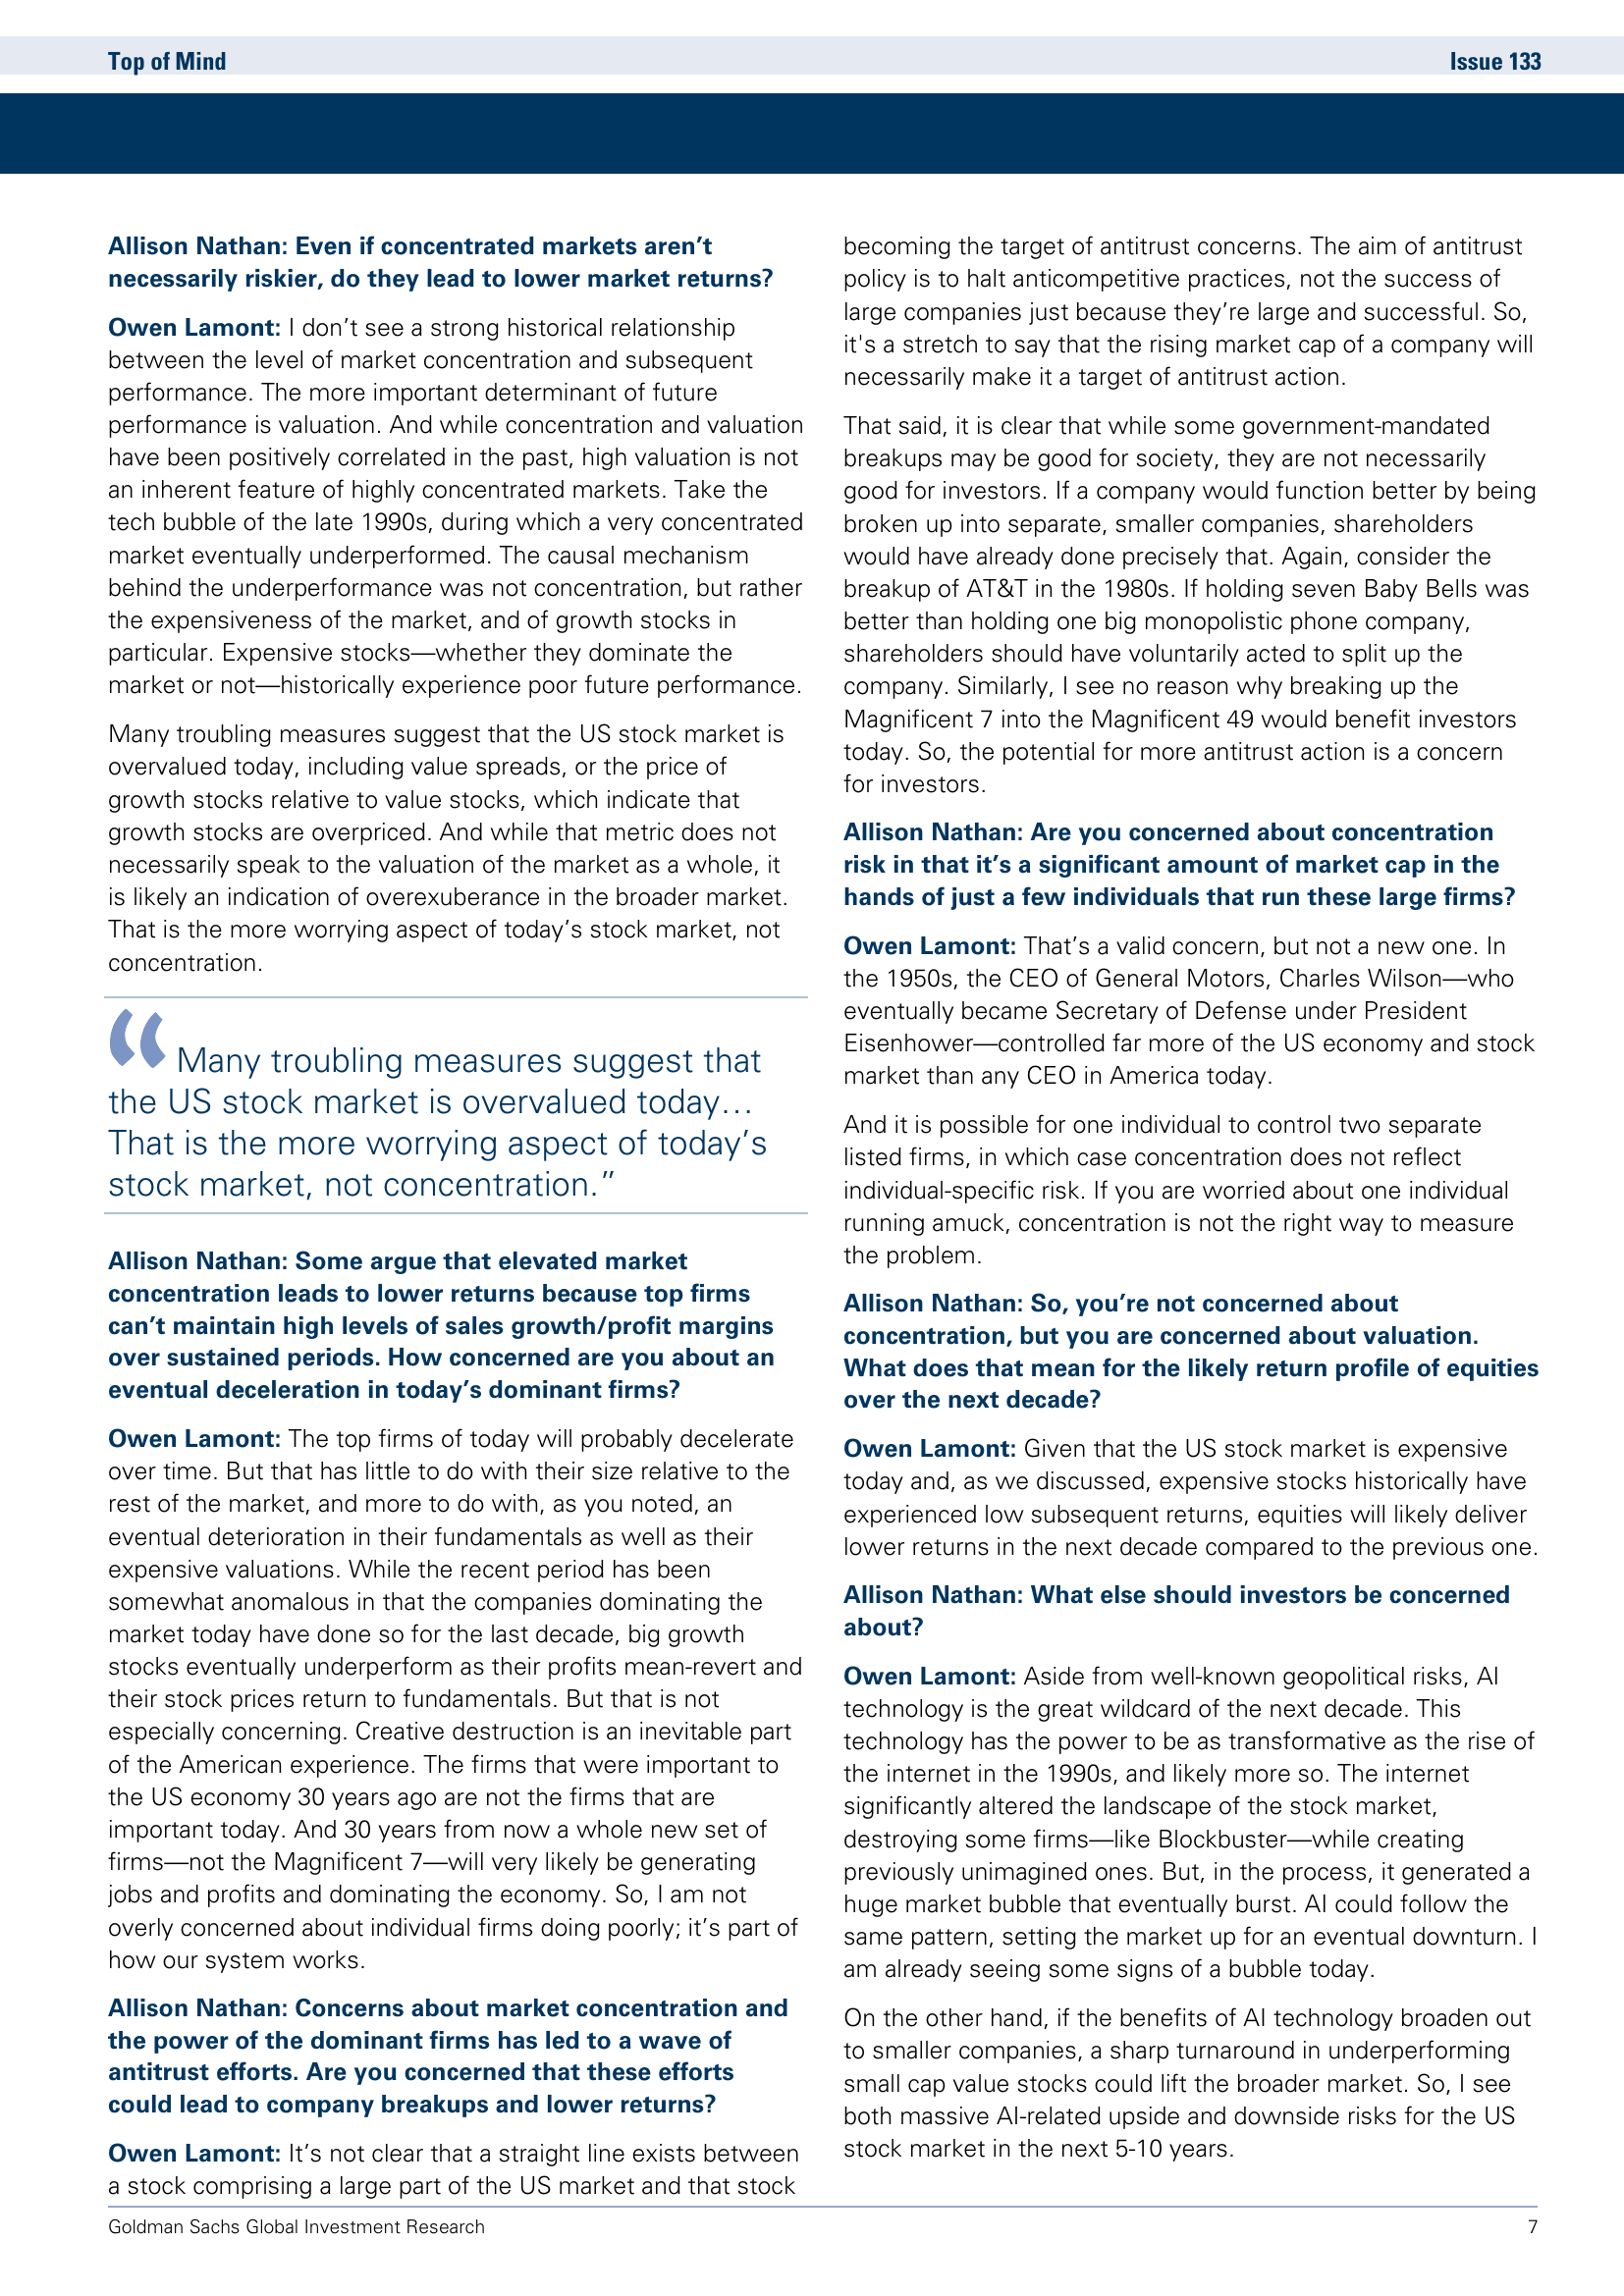 Top of Mind
Issue 133
Allison Nathan: Even if concentrated markets aren’t
necessarily riskier, do they lead to lower market returns?
Owen Lamont: I don’t see a strong historical relationship
between the level of market concentration and subsequent
performance. The more important determinant of future
performance is valuation. And while concentration and valuation
have been positively correlated in the past, high valuation is not
an inherent feature of highly concentrated markets. Take the
tech bubble of the late 1990s, during which a very concentrated
market eventually underperformed. The causal mechanism
behind the underperformance was not concentration, but rather
the expensiveness of the market, and of growth stocks in
particular. Expensive stocks—whether they dominate the
market or not—historically experience poor future performance.
Many troubling measures suggest that the US stock market is
overvalued today, including value spreads, or the price of
growth stocks relative to value stocks, which indicate that
growth stocks are overpriced. And while that metric does not
necessarily speak to the valuation of the market as a whole, it
is likely an indication of overexuberance in the broader market.
That is the more worrying aspect of today’s stock market, not
concentration.
“ Many troubling measures suggest that
the US stock market is overvalued today…
That is the more worrying aspect of today’s
stock market, not concentration.”
Allison Nathan: Some argue that elevated market
concentration leads to lower returns because top firms
can’t maintain high levels of sales growth/profit margins
over sustained periods. How concerned are you about an
eventual deceleration in today’s dominant firms?
Owen Lamont: The top firms of today will probably decelerate
over time. But that has little to do with their size relative to the
rest of the market, and more to do with, as you noted, an
eventual deterioration in their fundamentals as well as their
expensive valuations. While the recent period has been
somewhat anomalous in that the companies dominating the
market today have done so for the last decade, big growth
stocks eventually underperform as their profits mean-revert and
their stock prices return to fundamentals. But that is not
especially concerning. Creative destruction is an inevitable part
of the American experience. The firms that were important to
the US economy 30 years ago are not the firms that are
important today. And 30 years from now a whole new set of
firms—not the Magnificent 7—will very likely be generating
jobs and profits and dominating the economy. So, I am not
overly concerned about individual firms doing poorly; it’s part of
how our system works.
Allison Nathan: Concerns about market concentration and
the power of the dominant firms has led to a wave of
antitrust efforts. Are you concerned that these efforts
could lead to company breakups and lower returns?
Owen Lamont: It’s not clear that a straight line exists between
a stock comprising a large part of the US market and that stock
becoming the target of antitrust concerns. The aim of antitrust
policy is to halt anticompetitive practices, not the success of
large companies just because they’re large and successful. So,
it's a stretch to say that the rising market cap of a company will
necessarily make it a target of antitrust action.
That said, it is clear that while some government-mandated
breakups may be good for society, they are not necessarily
good for investors. If a company would function better by being
broken up into separate, smaller companies, shareholders
would have already done precisely that. Again, consider the
breakup of AT&T in the 1980s. If holding seven Baby Bells was
better than holding one big monopolistic phone company,
shareholders should have voluntarily acted to split up the
company. Similarly, I see no reason why breaking up the
Magnificent 7 into the Magnificent 49 would benefit investors
today. So, the potential for more antitrust action is a concern
for investors.
Allison Nathan: Are you concerned about concentration
risk in that it’s a significant amount of market cap in the
hands of just a few individuals that run these large firms?
Owen Lamont: That’s a valid concern, but not a new one. In
the 1950s, the CEO of General Motors, Charles Wilson—who
eventually became Secretary of Defense under President
Eisenhower—controlled far more of the US economy and stock
market than any CEO in America today.
And it is possible for one individual to control two separate
listed firms, in which case concentration does not reflect
individual-specific risk. If you are worried about one individual
running amuck, concentration is not the right way to measure
the problem.
Allison Nathan: So, you’re not concerned about
concentration, but you are concerned about valuation.
What does that mean for the likely return profile of equities
over the next decade?
Owen Lamont: Given that the US stock market is expensive
today and, as we discussed, expensive stocks historically have
experienced low subsequent returns, equities will likely deliver
lower returns in the next decade compared to the previous one.
Allison Nathan: What else should investors be concerned
about?
Owen Lamont: Aside from well-known geopolitical risks, AI
technology is the great wildcard of the next decade. This
technology has the power to be as transformative as the rise of
the internet in the 1990s, and likely more so. The internet
significantly altered the landscape of the stock market,
destroying some firms—like Blockbuster—while creating
previously unimagined ones. But, in the process, it generated a
huge market bubble that eventually burst. AI could follow the
same pattern, setting the market up for an eventual downturn. I
am already seeing some signs of a bubble today.
On the other hand, if the benefits of AI technology broaden out
to smaller companies, a sharp turnaround in underperforming
small cap value stocks could lift the broader market. So, I see
both massive AI-related upside and downside risks for the US
stock market in the next 5-10 years.
Goldman Sachs Global Investment Research
7